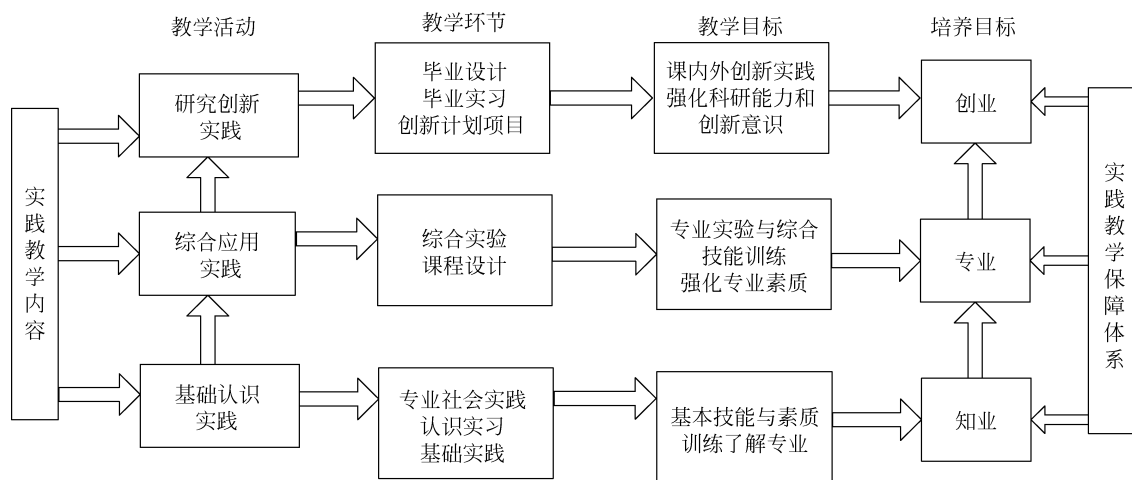 教学活动
教学环节
教学目标
培养目标
实践教学内容
研究创新
实践
毕业设计
毕业实习
创新计划项目
课内外创新实践
强化科研能力和
创新意识
创业
综合应用
实践
综合实验
课程设计
专业实验与综合
技能训练
强化专业素质
专业
基础认识
实践
专业社会实践
认识实习
基础实践
基本技能与素质
训练了解专业
知业
实践教学保障体系